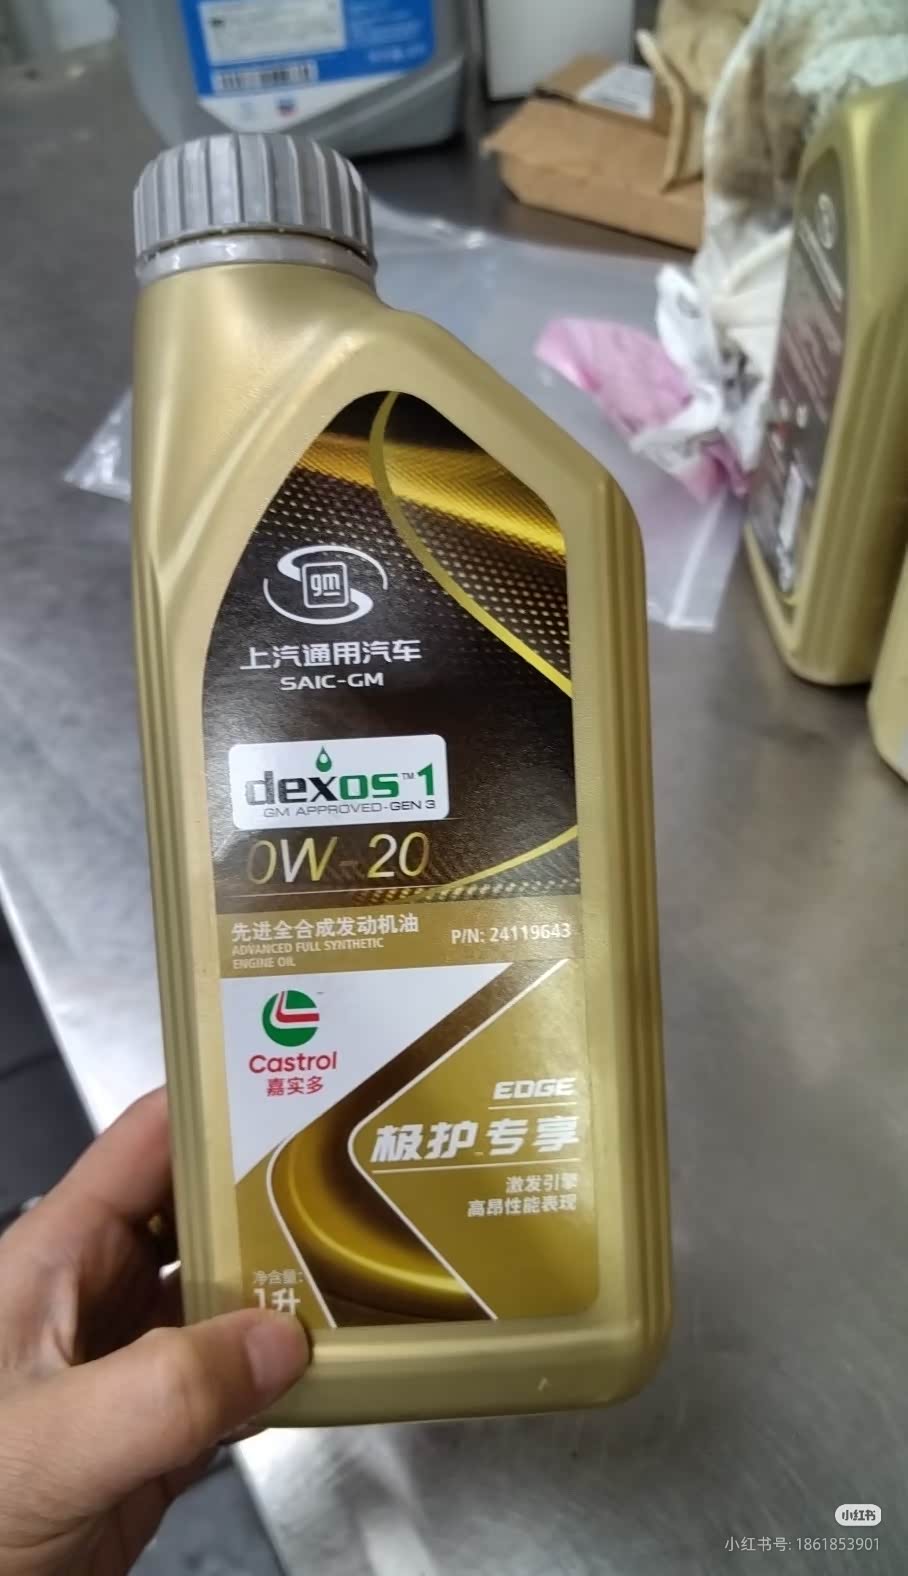 gm
上汽通用汽车
SAIC-GM
dexos™1
GM APPROVED-GEN 3
0W-20
先进全合成发动机油
ADVANCED FULL SYNTHETIC
ENGINE OIL
P/N: 24119643
Castrol
嘉实多
EDGE
极护·专享
激发引擎
高昂性能表现
净含量:
1升
小红书
小红书号: 1861853901